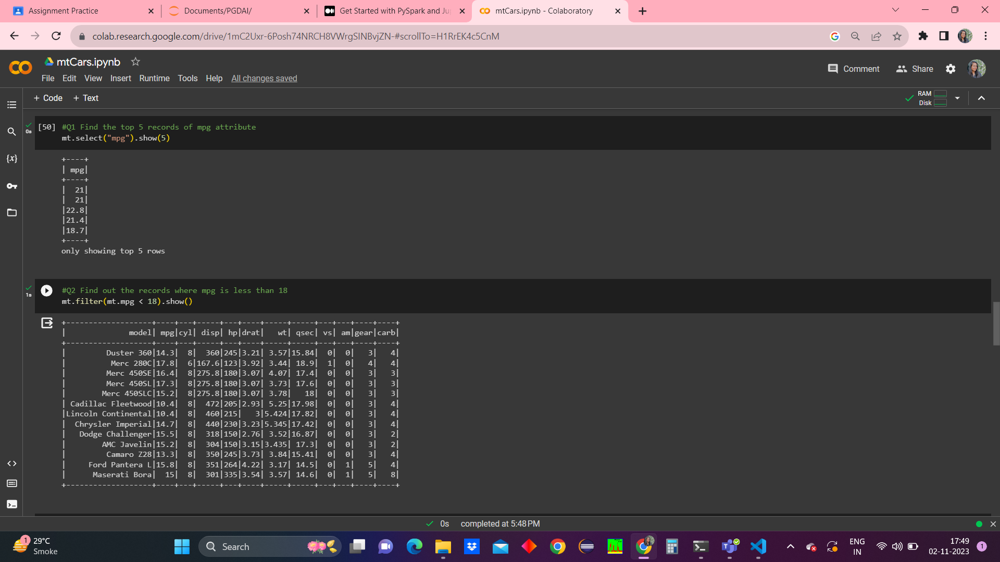 Assignment Practice
Documents/PGDAI/
Get Started with PySpark and Ju
mtCars.ipynb - Colaboratory
colab.research.google.com/drive/1mC2Uxr-6Posh74NRCH8VWrgSINBvjZN-#scrollTo=H1RrEK4c5CnM
mtCars.ipynb
Comment
Share
File Edit View Insert Runtime Tools Help All changes saved
+ Code + Text
RAM
Disk
0s
[50] #Q1 Find the top 5 records of mpg attribute
mt.select("mpg").show(5)
+----+
| mpg|
+----+
|  21|
|  21|
|22.8|
|21.4|
|18.7|
+----+
only showing top 5 rows
1s
#Q2 Find out the records where mpg is less than 18
mt.filter(mt.mpg < 18).show()
+-------------------+----+---+-----+---+----+-----+-----+---+---+----+----+
|              model| mpg|cyl| disp| hp|drat|   wt| qsec| vs| am|gear|carb|
+-------------------+----+---+-----+---+----+-----+-----+---+---+----+----+
|         Duster 360|14.3|  8|  360|245|3.21| 3.57|15.84|  0|  0|   3|   4|
|          Merc 280C|17.8|  6|167.6|123|3.92| 3.44| 18.9|  1|  0|   4|   4|
|         Merc 450SE|16.4|  8|275.8|180|3.07| 4.07| 17.4|  0|  0|   3|   3|
|         Merc 450SL|17.3|  8|275.8|180|3.07| 3.73| 17.6|  0|  0|   3|   3|
|        Merc 450SLC|15.2|  8|275.8|180|3.07| 3.78|   18|  0|  0|   3|   3|
| Cadillac Fleetwood|10.4|  8|  472|205|2.93| 5.25|17.98|  0|  0|   3|   4|
|Lincoln Continental|10.4|  8|  460|215|   3|5.424|17.82|  0|  0|   3|   4|
|  Chrysler Imperial|14.7|  8|  440|230|3.23|5.345|17.42|  0|  0|   3|   4|
|   Dodge Challenger|15.5|  8|  318|150|2.76| 3.52|16.87|  0|  0|   3|   2|
|        AMC Javelin|15.2|  8|  304|150|3.15|3.435| 17.3|  0|  0|   3|   2|
|         Camaro Z28|13.3|  8|  350|245|3.73| 3.84|15.41|  0|  0|   3|   4|
|     Ford Pantera L|15.8|  8|  351|264|4.22| 3.17| 14.5|  0|  1|   5|   4|
|      Maserati Bora|  15|  8|  301|335|3.54| 3.57| 14.6|  0|  1|   5|   8|
+-------------------+----+---+-----+---+----+-----+-----+---+---+----+----+
0s completed at 5:48 PM
1
29°C
Smoke
Search
ENG
IN
17:49
02-11-2023
1